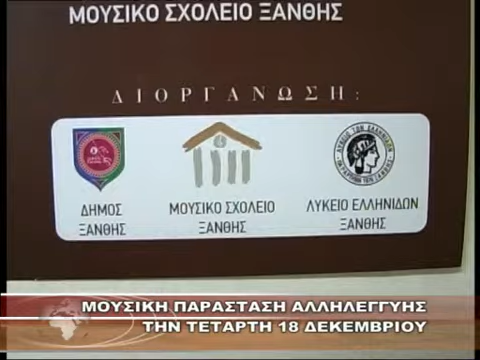 ΜΟΥΣΙΚΟ ΣΧΟΛΕΙΟ ΞΑΝΘΗΣ
ΔΙΟΡΓΑΝΩΣΗ:
ΔΗΜΟΣ
ΞΑΝΘΗΣ
ΜΟΥΣΙΚΟ ΣΧΟΛΕΙΟ
ΞΑΝΘΗΣ
ΛΥΚΕΙΟ ΕΛΛΗΝΙΔΩΝ
ΞΑΝΘΗΣ
ΜΟΥΣΙΚΗ ΠΑΡΑΣΤΑΣΗ ΑΛΛΗΛΕΓΓΥΗΣ
ΤΗΝ ΤΕΤΑΡΤΗ 18 ΔΕΚΕΜΒΡΙΟΥ